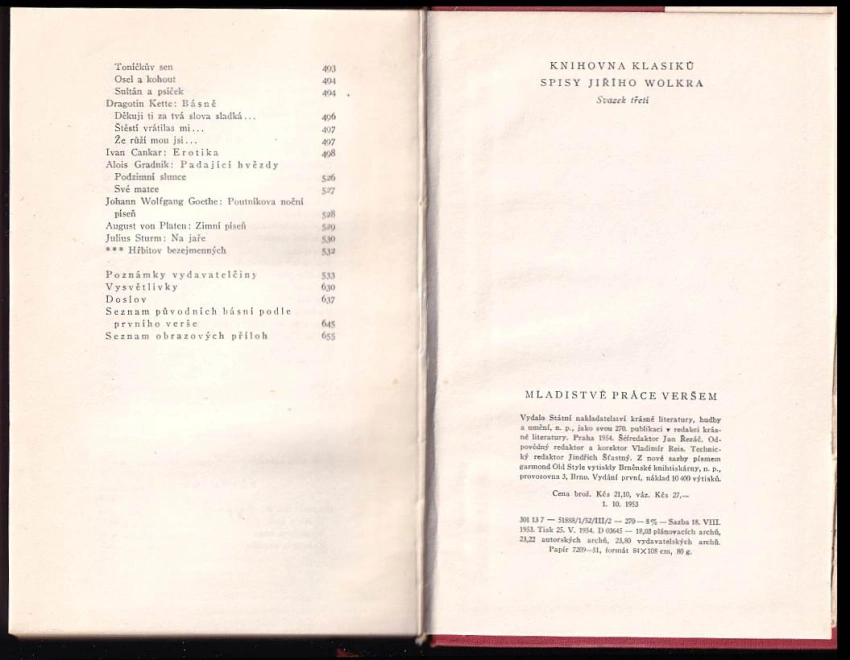 Toníčkův sen 493
Osel a kohout 494
Sultán a psíček 494
Dragotin Kette: Básně
Děkuji ti za tvá slova sladká... 496
Štěstí vrátilas mi... 497
Že růží mou jsi... 497
Ivan Cankar: Erotika 498
Alois Gradnik: Padající hvězdy
Podzimní slunce 526
Své matce 527
Johann Wolfgang Goethe: Poutníkova noční
píseň 528
August von Platen: Zimní píseň 529
Julius Sturm: Na jaře 530
*** Hřbitov bezejmenných 532
Poznámky vydavatelčiny 533
Vysvětlivky 630
Doslov 637
Seznam původních básní podle
prvního verše 645
Seznam obrazových příloh 655
KNIHOVNA KLASIKŮ
SPISY JIŘÍHO WOLKRA
Svazek třetí
MLADISTVÉ PRÁCE VERŠEM
Vydalo Státní nakladatelství krásné literatury, hudby
a umění, n. p., jako svou 270. publikaci v redakci krás-
né literatury. Praha 1954. Šéfredaktor Jan Řezáč. Od-
povědný redaktor a korektor Vladimír Reis. Technic-
ký redaktor Jindřich Šťastný. Z nové sazby písmem
garmond Old Style vytiskly Brněnské knihtiskárny, n. p.,
provozovna 3, Brno. Vydání první, náklad 10 400 výtisků.
Cena brož. Kčs 21,10, váz. Kčs 27,—
1. 10. 1953
301 13 7 — 51888/1/52/III/2 — 270 — 8% — Sazba 18. VIII.
1953. Tisk 25. V. 1954. D 03645 — 18,03 plánovacích archů,
23,22 autorských archů, 23,80 vydavatelských archů.
Papír 7209—51, formát 84×108 cm, 80 g.